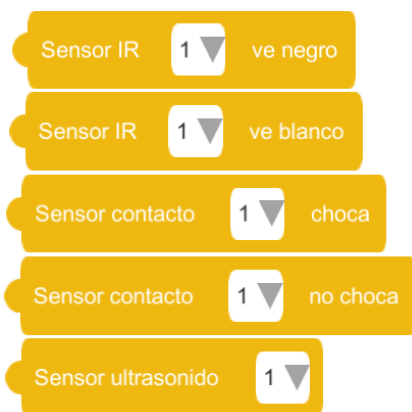 Sensor IR 1 ve negro
Sensor IR 1 ve blanco
Sensor contacto 1 choca
Sensor contacto 1 no choca
Sensor ultrasonido 1